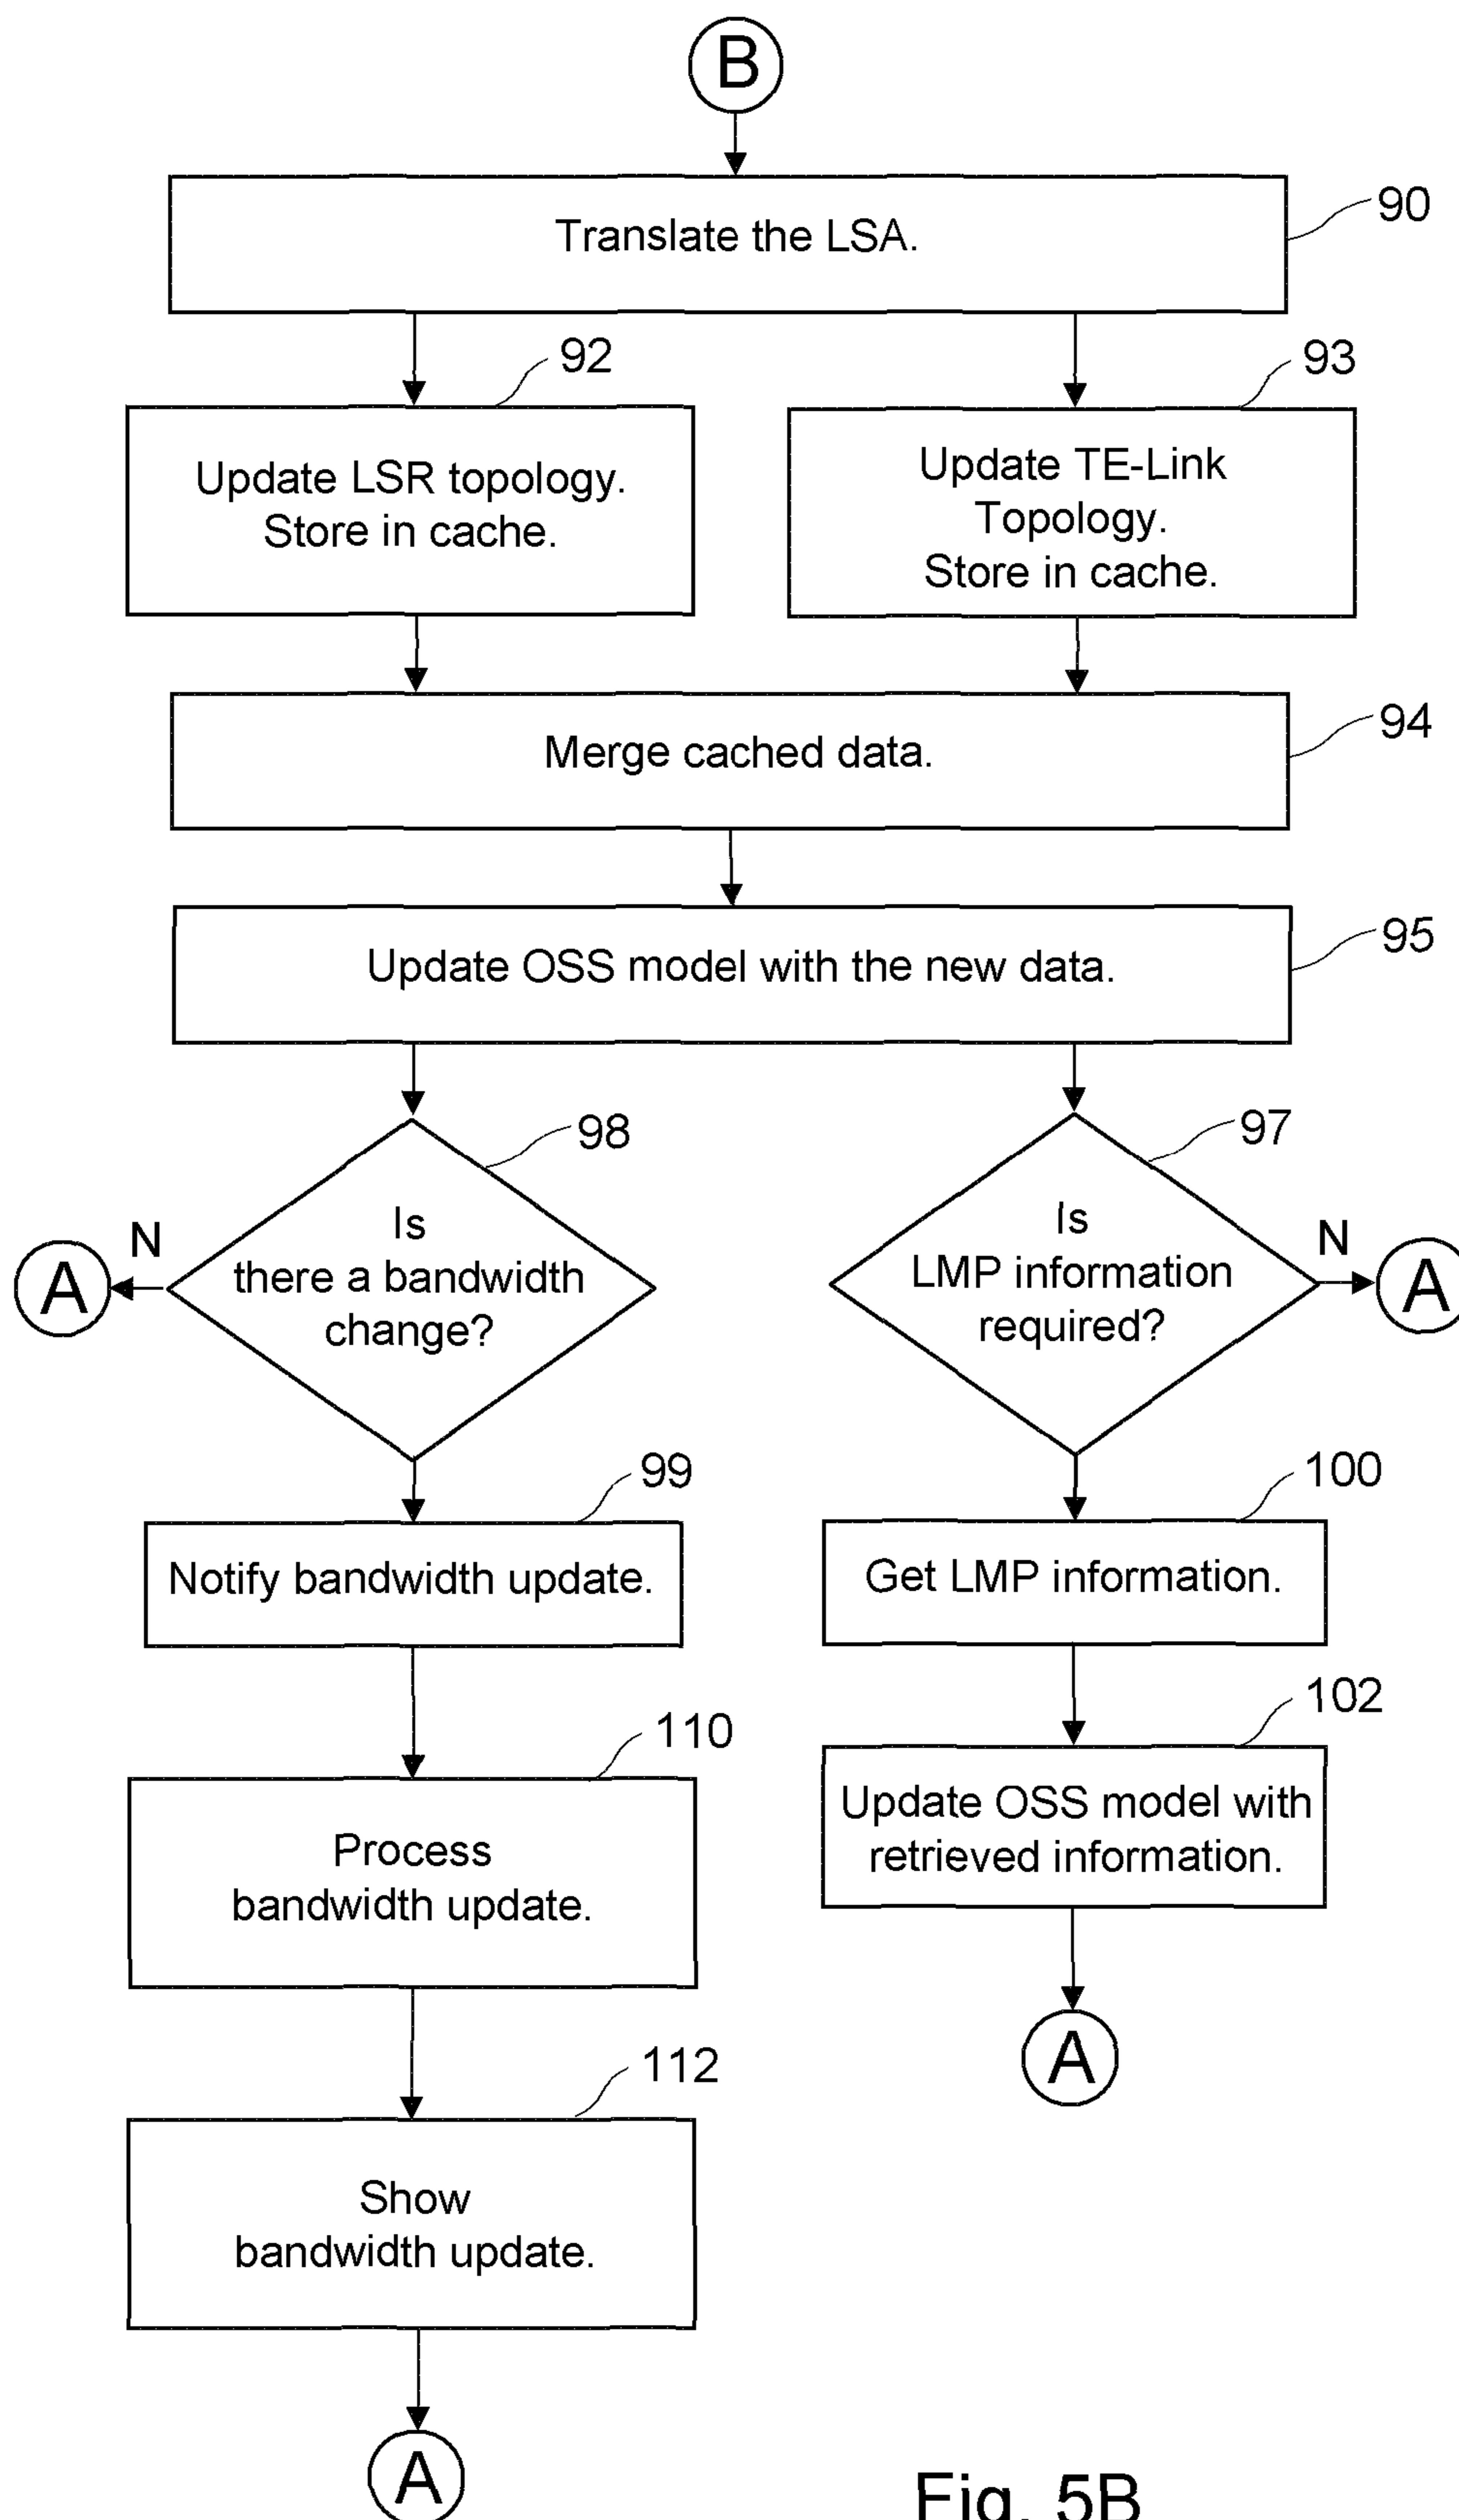 B
Translate the LSA.
90
92
93
Update LSR topology.
Store in cache.
Update TE-Link
Topology.
Store in cache.
Merge cached data.
94
Update OSS model with the new data.
95
98
97
Is
there a bandwidth
change?
N
A
Is
LMP information
required?
N
A
99
100
Notify bandwidth update.
Get LMP information.
102
110
Update OSS model with
retrieved information.
Process
bandwidth update.
A
112
Show
bandwidth update.
A
Fig. 5B